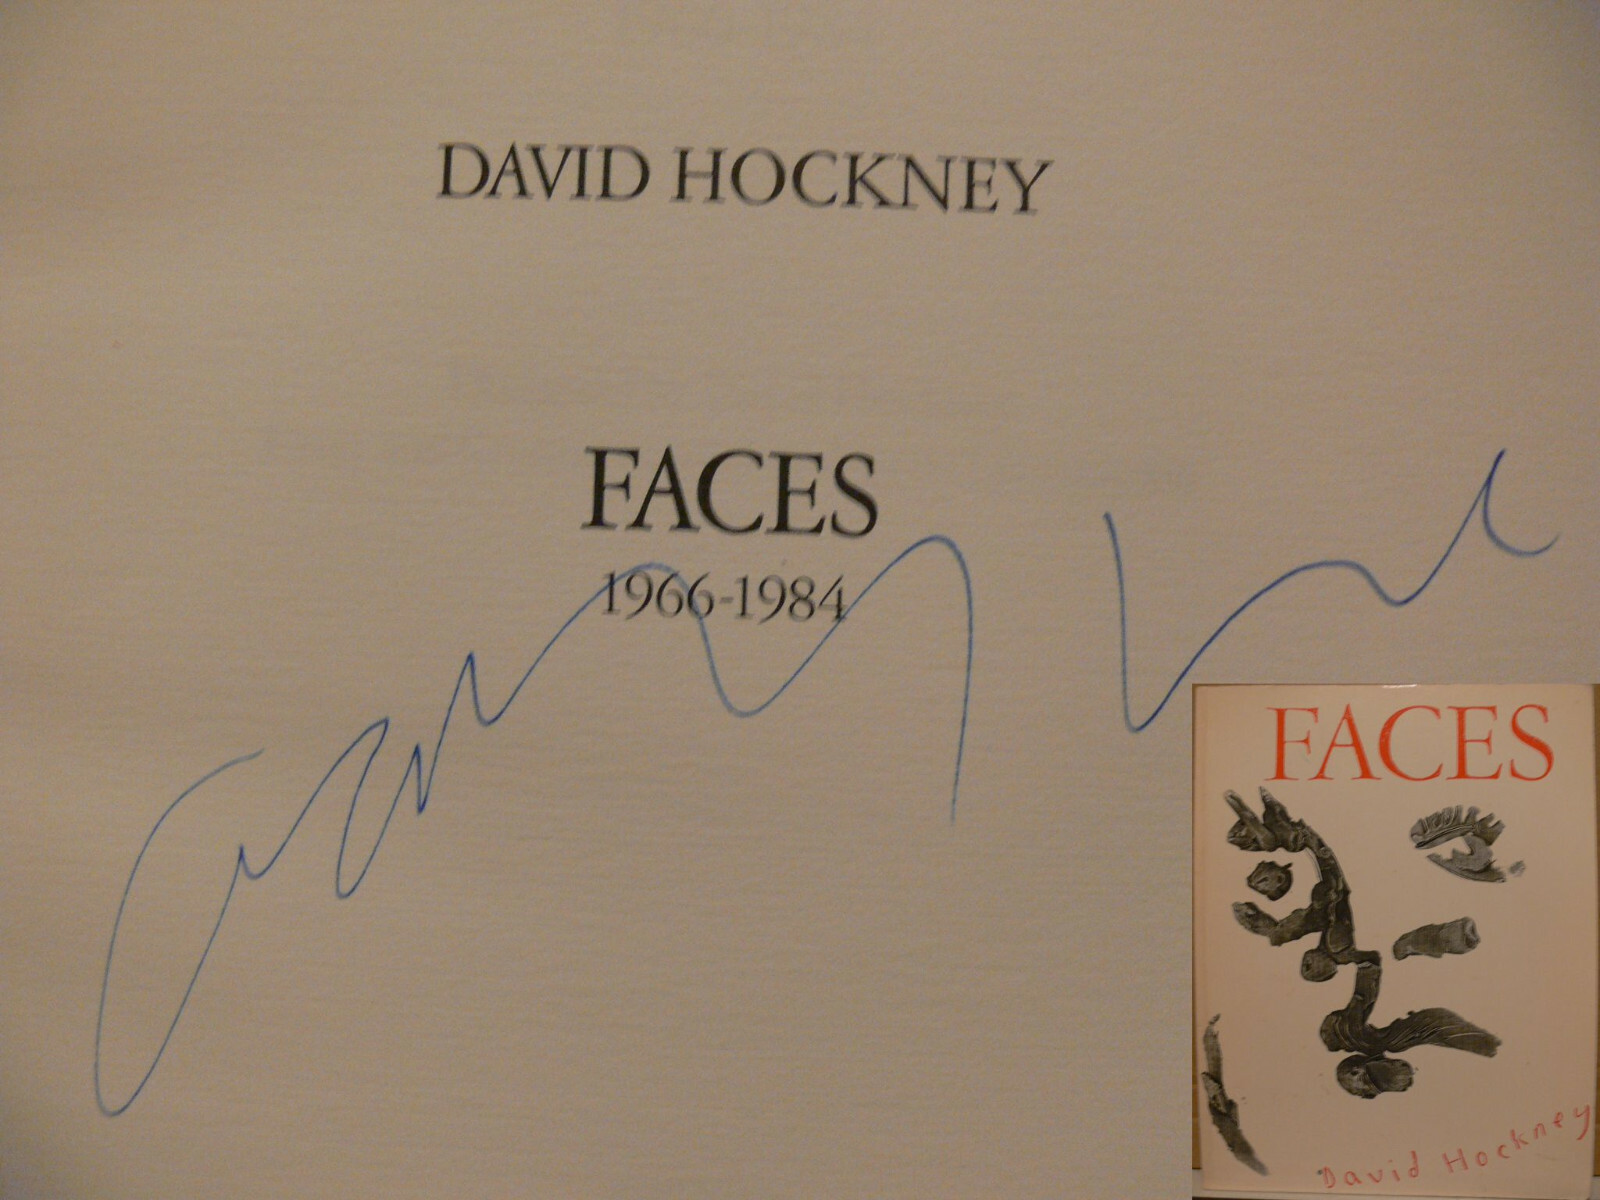 DAVID HOCKNEY
FACES
1966-1984
FACES
David Hockney